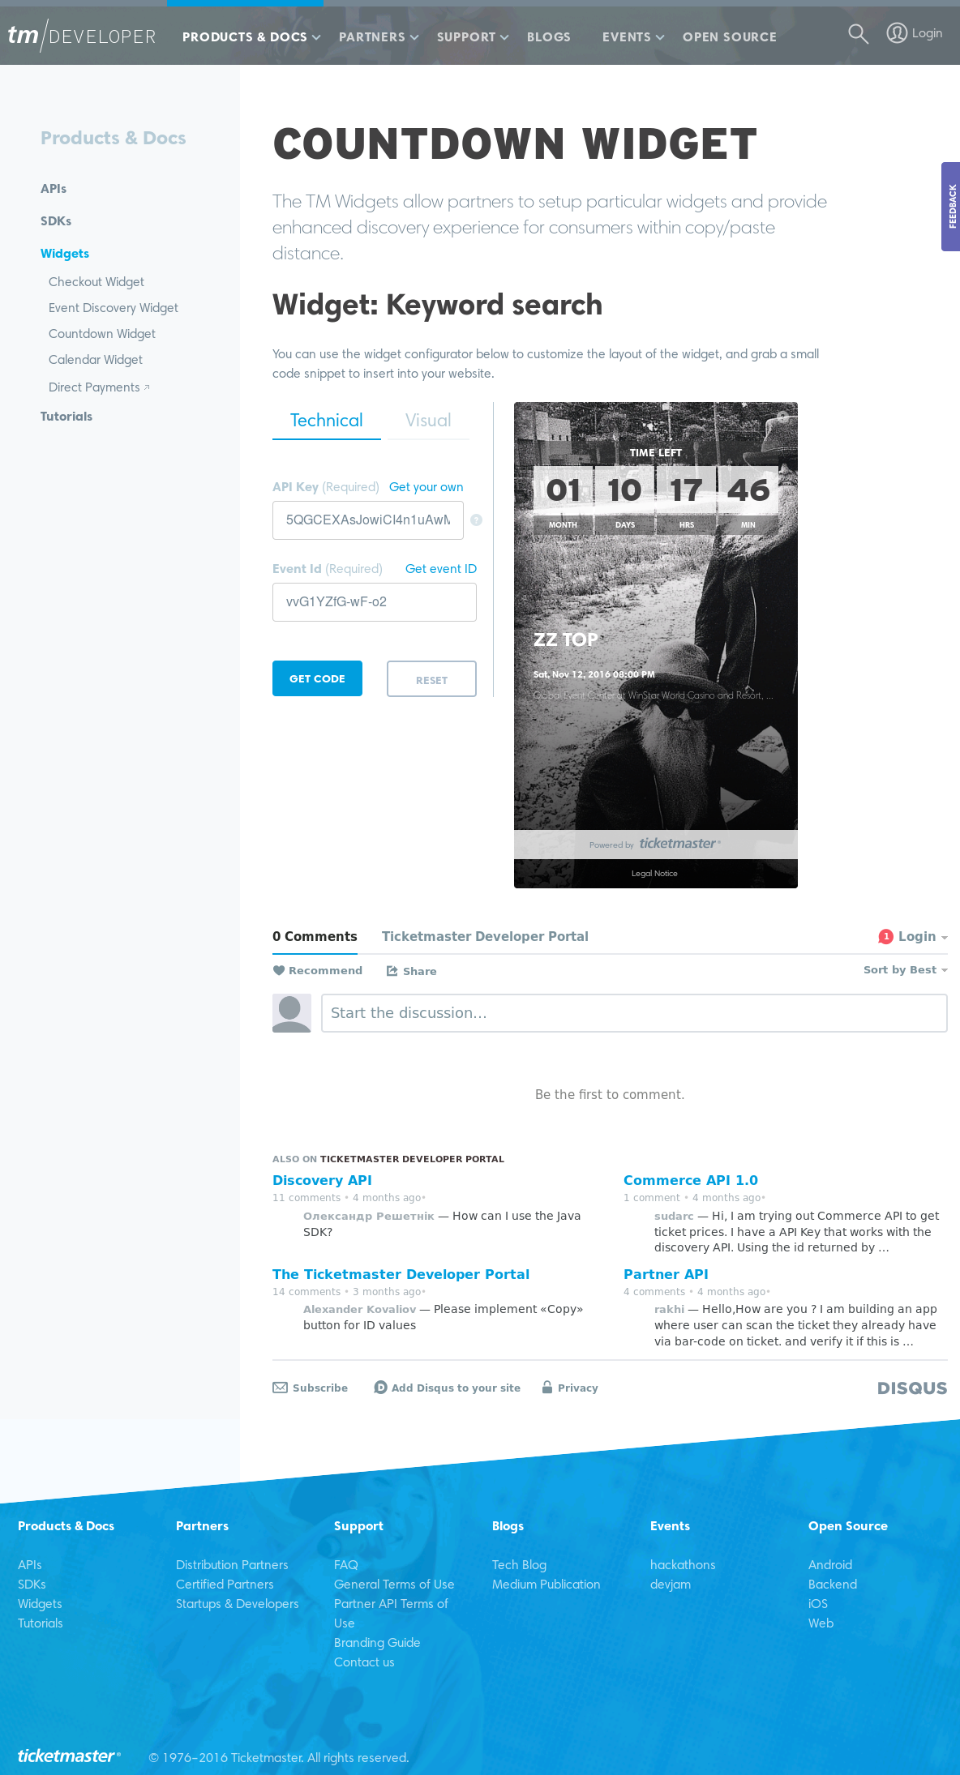 tm/DEVELOPER
PRODUCTS & DOCS
PARTNERS
SUPPORT
BLOGS
EVENTS
OPEN SOURCE
Login
Products & Docs
APIs
SDKs
Widgets
Checkout Widget
Event Discovery Widget
Countdown Widget
Calendar Widget
Direct Payments
Tutorials
COUNTDOWN WIDGET
The TM Widgets allow partners to setup particular widgets and provide
enhanced discovery experience for consumers within copy/paste
distance.
FEEDBACK
Widget: Keyword search
You can use the widget configurator below to customize the layout of the widget, and grab a small
code snippet to insert into your website.
Technical
Visual
API Key (Required) Get your own
5QGCEXAsJowiCI4n1uAwM
?
Event Id (Required) Get event ID
vvG1YZfG-wF-o2
GET CODE
RESET
TIME LEFT
01 10 17 46
MONTH DAYS HRS MIN
ZZ TOP
Sat, Nov 12, 2016 08:00 PM
Global Event Center at WinStar World Casino and Resort, ...
Powered by ticketmaster®
Legal Notice
0 Comments
Ticketmaster Developer Portal
1 Login
Recommend
Share
Sort by Best
Start the discussion...
Be the first to comment.
ALSO ON TICKETMASTER DEVELOPER PORTAL
Discovery API
11 comments • 4 months ago•
Олександр Решетнік — How can I use the Java
SDK?
Commerce API 1.0
1 comment • 4 months ago•
sudarc — Hi, I am trying out Commerce API to get
ticket prices. I have a API Key that works with the
discovery API. Using the id returned by ...
The Ticketmaster Developer Portal
14 comments • 3 months ago•
Alexander Kovaliov — Please implement «Copy»
button for ID values
Partner API
4 comments • 4 months ago•
rakhi — Hello,How are you ? I am building an app
where user can scan the ticket they already have
via bar-code on ticket. and verify it if this is ...
Subscribe
D Add Disqus to your site
Privacy
DISQUS
Products & Docs
APIs
SDKs
Widgets
Tutorials
Partners
Distribution Partners
Certified Partners
Startups & Developers
Support
FAQ
General Terms of Use
Partner API Terms of
Use
Branding Guide
Contact us
Blogs
Tech Blog
Medium Publication
Events
hackathons
devjam
Open Source
Android
Backend
iOS
Web
ticketmaster®
© 1976–2016 Ticketmaster. All rights reserved.